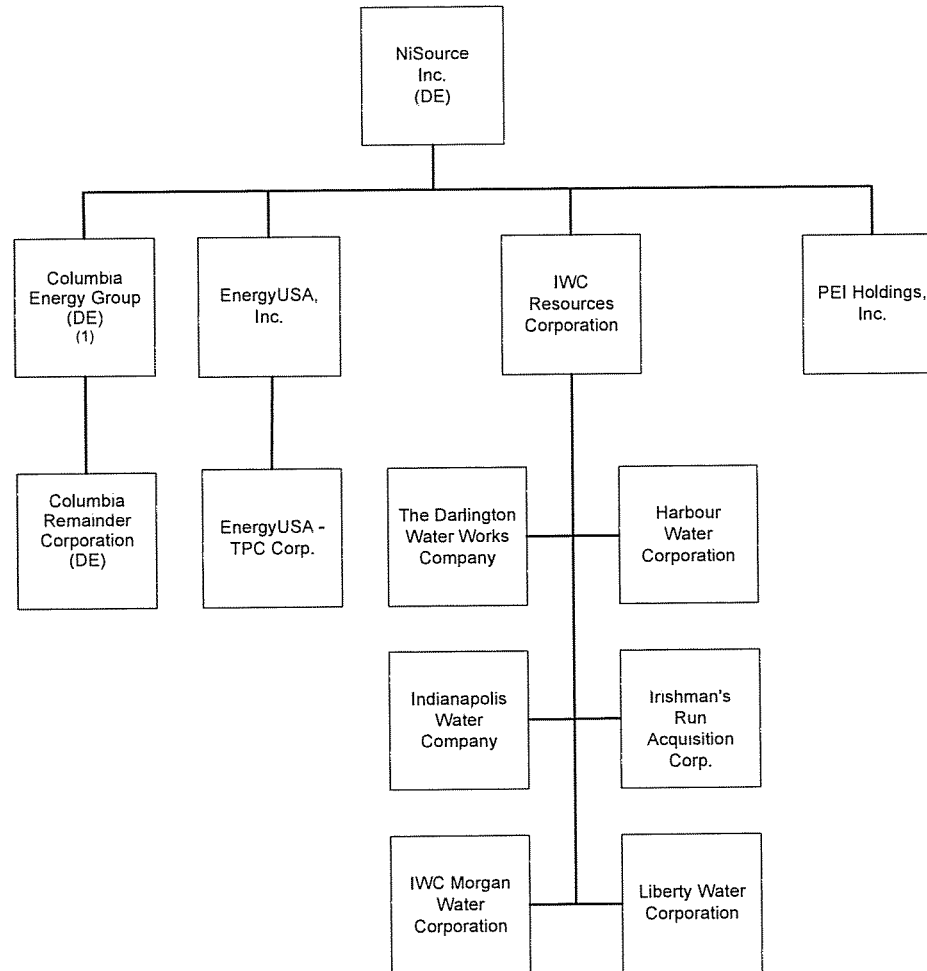 NiSource
Inc.
(DE)
Columbia
Energy Group
(DE)
(1)
EnergyUSA,
Inc.
IWC
Resources
Corporation
PEI Holdings,
Inc.
Columbia
Remainder
Corporation
(DE)
EnergyUSA -
TPC Corp.
The Darlington
Water Works
Company
Harbour
Water
Corporation
Indianapolis
Water
Company
Irishman's
Run
Acquisition
Corp.
IWC Morgan
Water
Corporation
Liberty Water
Corporation